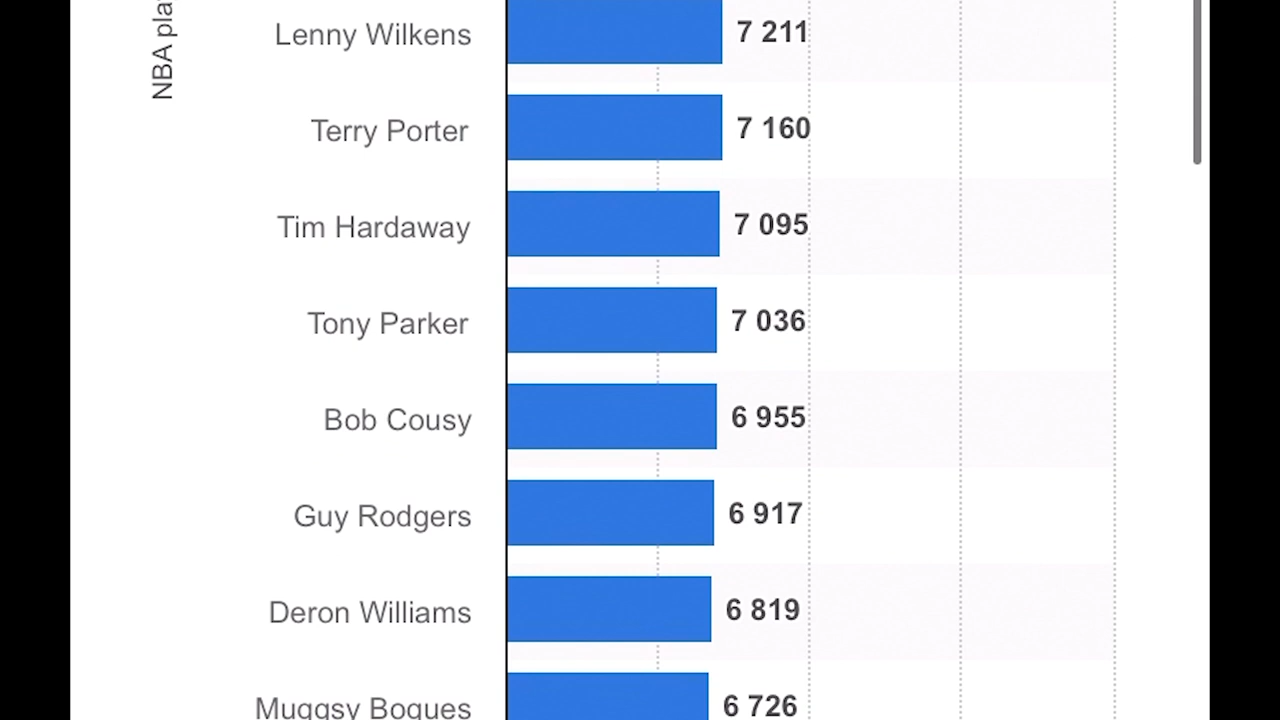 NBA pla
Lenny Wilkens 7 211
Terry Porter 7 160
Tim Hardaway 7 095
Tony Parker 7 036
Bob Cousy 6 955
Guy Rodgers 6 917
Deron Williams 6 819
Muggsy Bogues 6 726